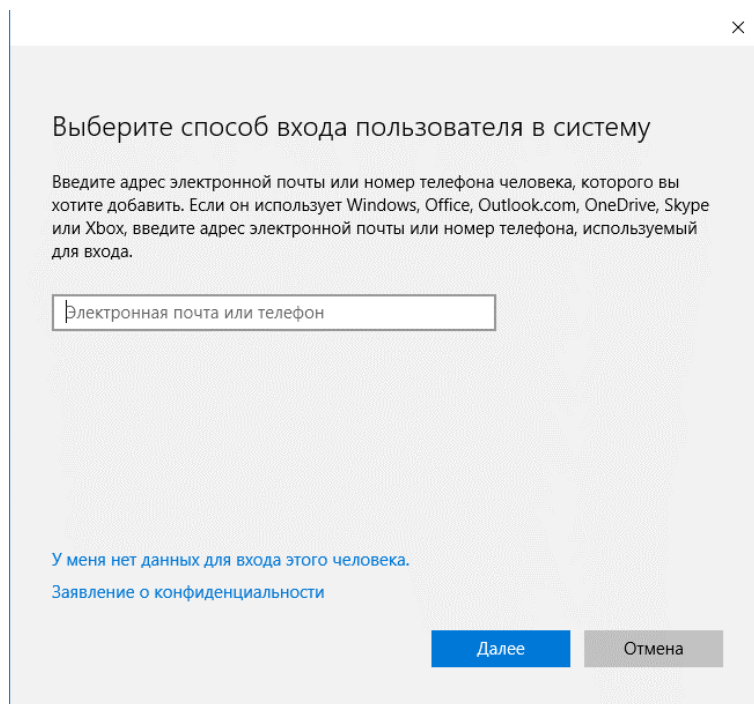 Выберите способ входа пользователя в систему
Введите адрес электронной почты или номер телефона человека, которого вы
хотите добавить. Если он использует Windows, Office, Outlook.com, OneDrive, Skype
или Xbox, введите адрес электронной почты или номер телефона, используемый
для входа.
Электронная почта или телефон
У меня нет данных для входа этого человека.
Заявление о конфиденциальности
Далее
Отмена